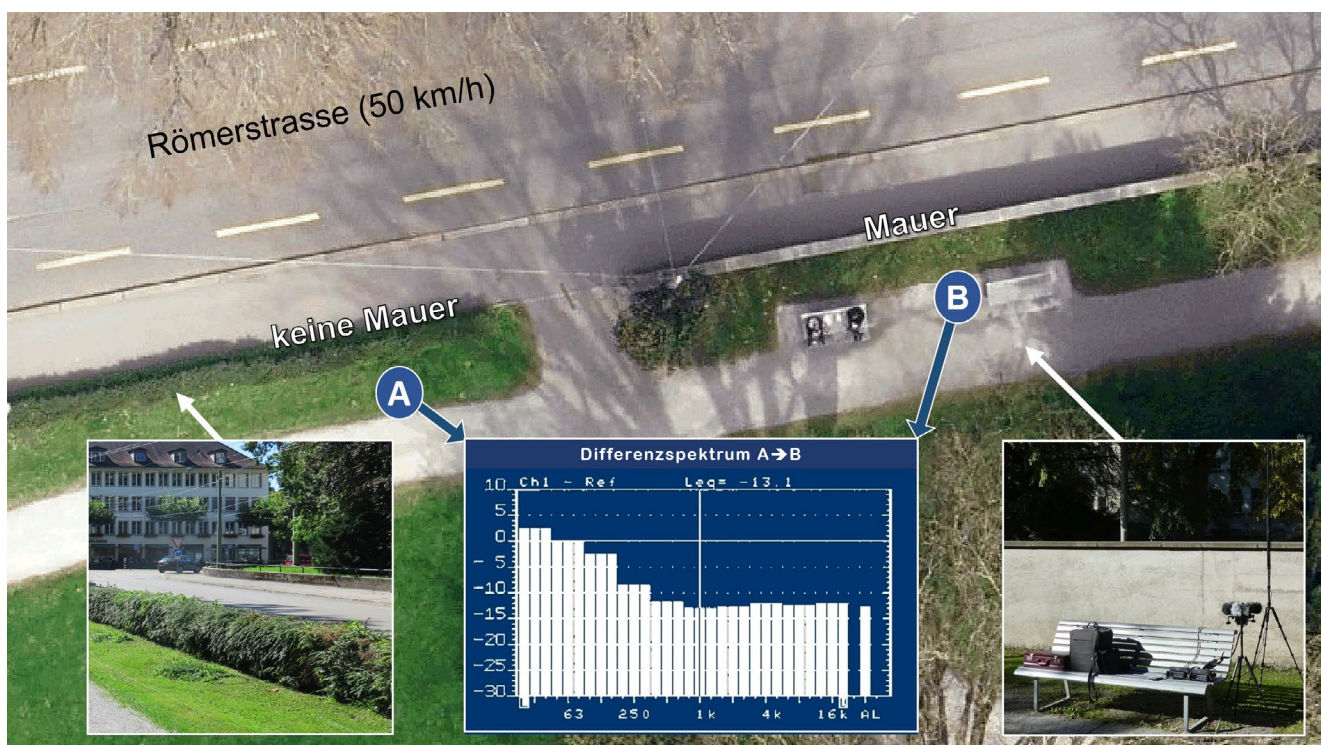 Römerstrasse (50 km/h)
Mauer
keine Mauer
B
A
Differenzspektrum A➔B
Ch1 - Ref Leq= -13.1
10
5
0
- 5
-10
-15
-20
-25
-30
63 250 1k 4k 16k AL